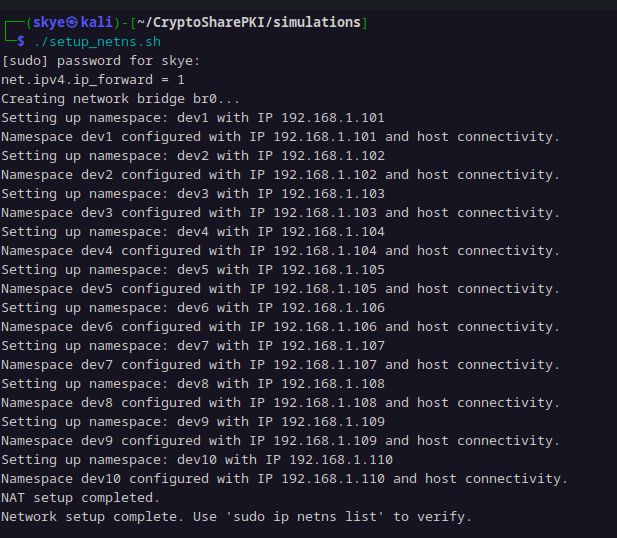 ┌──(skye㉿kali)-[~/CryptoSharePKI/simulations]
└─$ ./setup_netns.sh
[sudo] password for skye:
net.ipv4.ip_forward = 1
Creating network bridge br0...
Setting up namespace: dev1 with IP 192.168.1.101
Namespace dev1 configured with IP 192.168.1.101 and host connectivity.
Setting up namespace: dev2 with IP 192.168.1.102
Namespace dev2 configured with IP 192.168.1.102 and host connectivity.
Setting up namespace: dev3 with IP 192.168.1.103
Namespace dev3 configured with IP 192.168.1.103 and host connectivity.
Setting up namespace: dev4 with IP 192.168.1.104
Namespace dev4 configured with IP 192.168.1.104 and host connectivity.
Setting up namespace: dev5 with IP 192.168.1.105
Namespace dev5 configured with IP 192.168.1.105 and host connectivity.
Setting up namespace: dev6 with IP 192.168.1.106
Namespace dev6 configured with IP 192.168.1.106 and host connectivity.
Setting up namespace: dev7 with IP 192.168.1.107
Namespace dev7 configured with IP 192.168.1.107 and host connectivity.
Setting up namespace: dev8 with IP 192.168.1.108
Namespace dev8 configured with IP 192.168.1.108 and host connectivity.
Setting up namespace: dev9 with IP 192.168.1.109
Namespace dev9 configured with IP 192.168.1.109 and host connectivity.
Setting up namespace: dev10 with IP 192.168.1.110
Namespace dev10 configured with IP 192.168.1.110 and host connectivity.
NAT setup completed.
Network setup complete. Use 'sudo ip netns list' to verify.